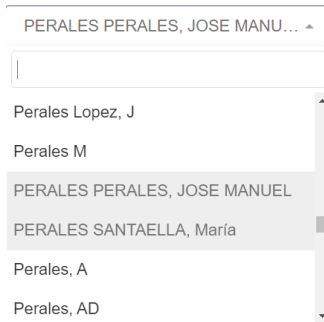 PERALES PERALES, JOSE MANU...
Perales Lopez, J
Perales M
PERALES PERALES, JOSE MANUEL
PERALES SANTAELLA, María
Perales, A
Perales, AD